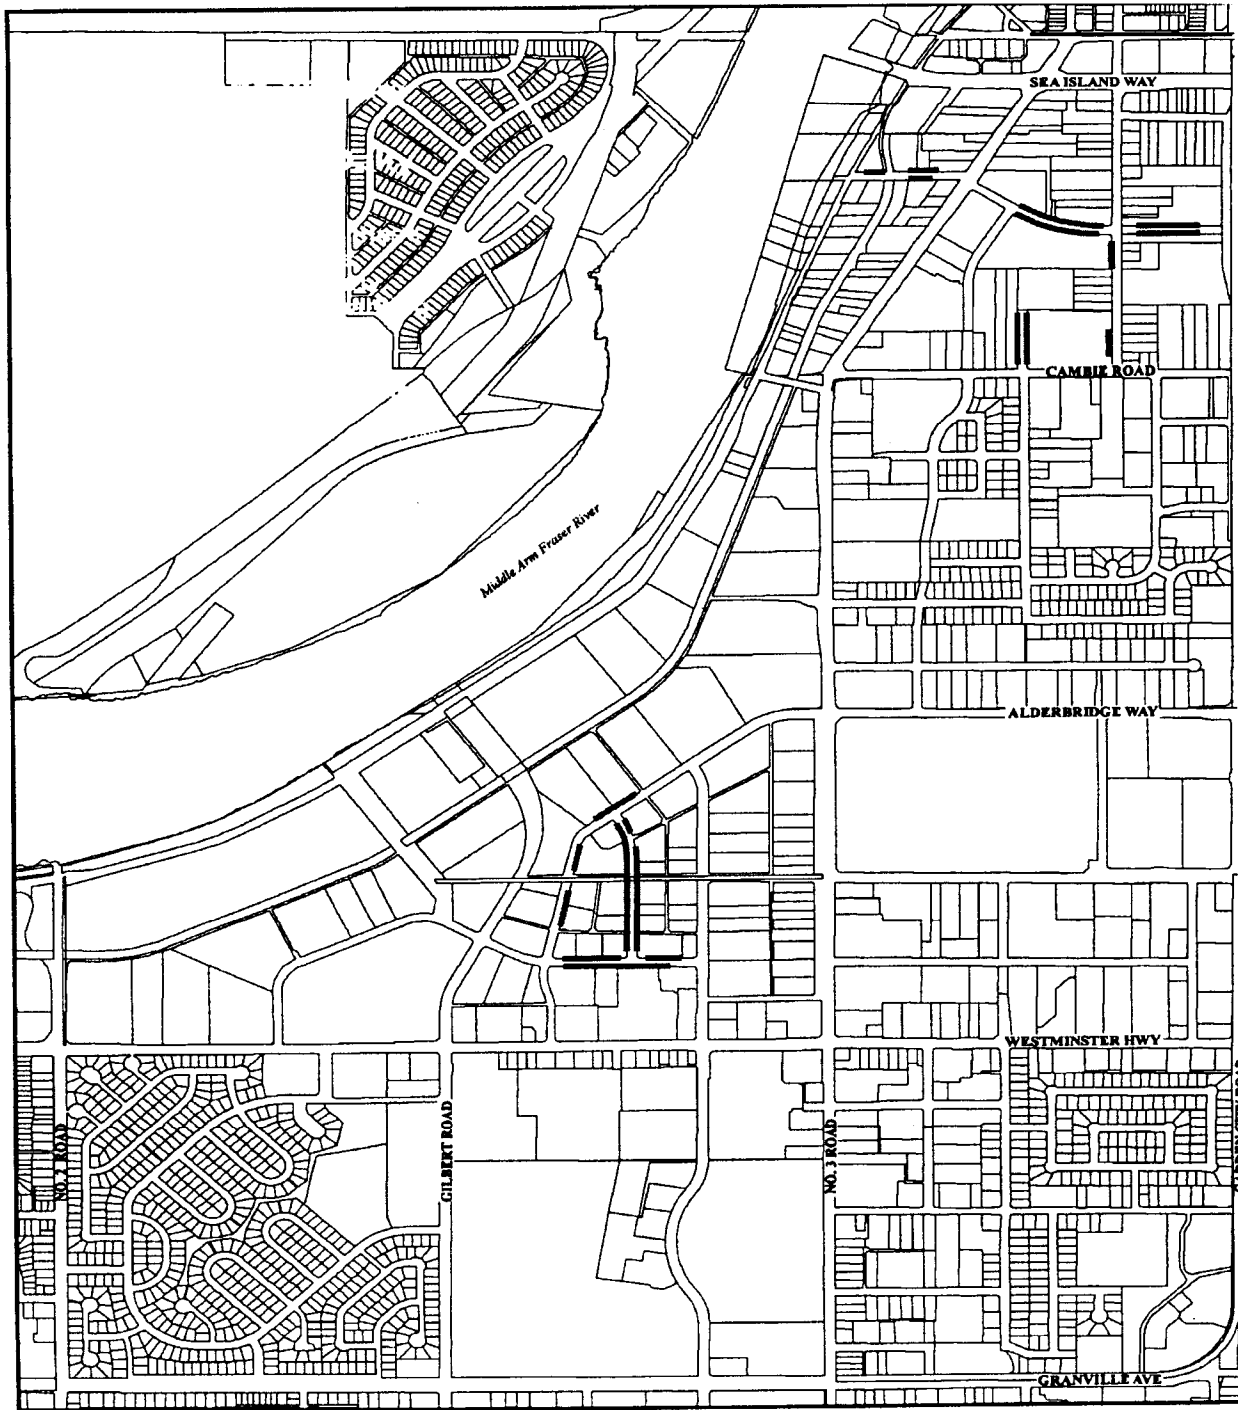 SEA ISLAND WAY
CAMBIE ROAD
Middle Arm Fraser River
ALDERBRIDGE WAY
WESTMINSTER HWY
NO. 2 ROAD
GILBERT ROAD
NO. 3 ROAD
GRANVILLE AVE